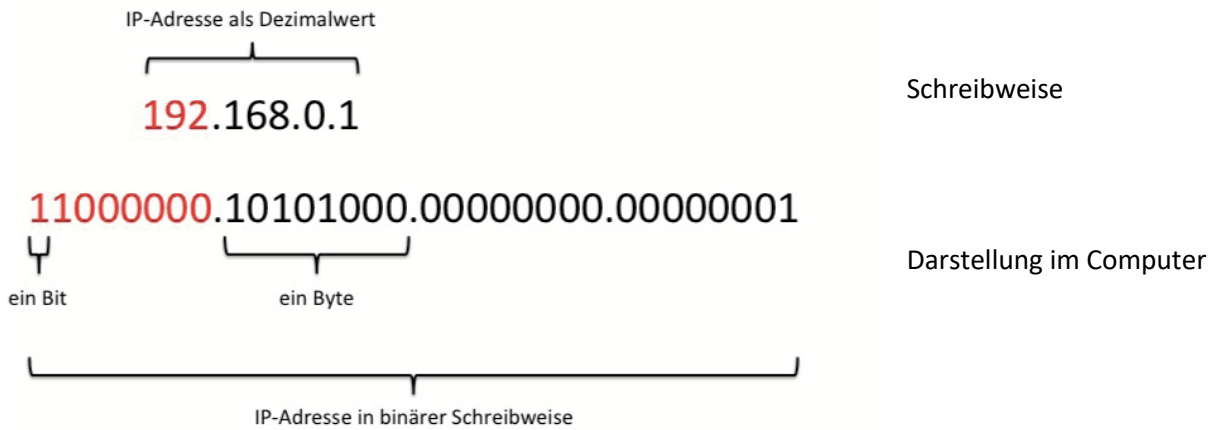 IP-Adresse als Dezimalwert
Schreibweise
192.168.0.1
11000000.10101000.00000000.00000001
Darstellung im Computer
ein Bit
ein Byte
IP-Adresse in binärer Schreibweise